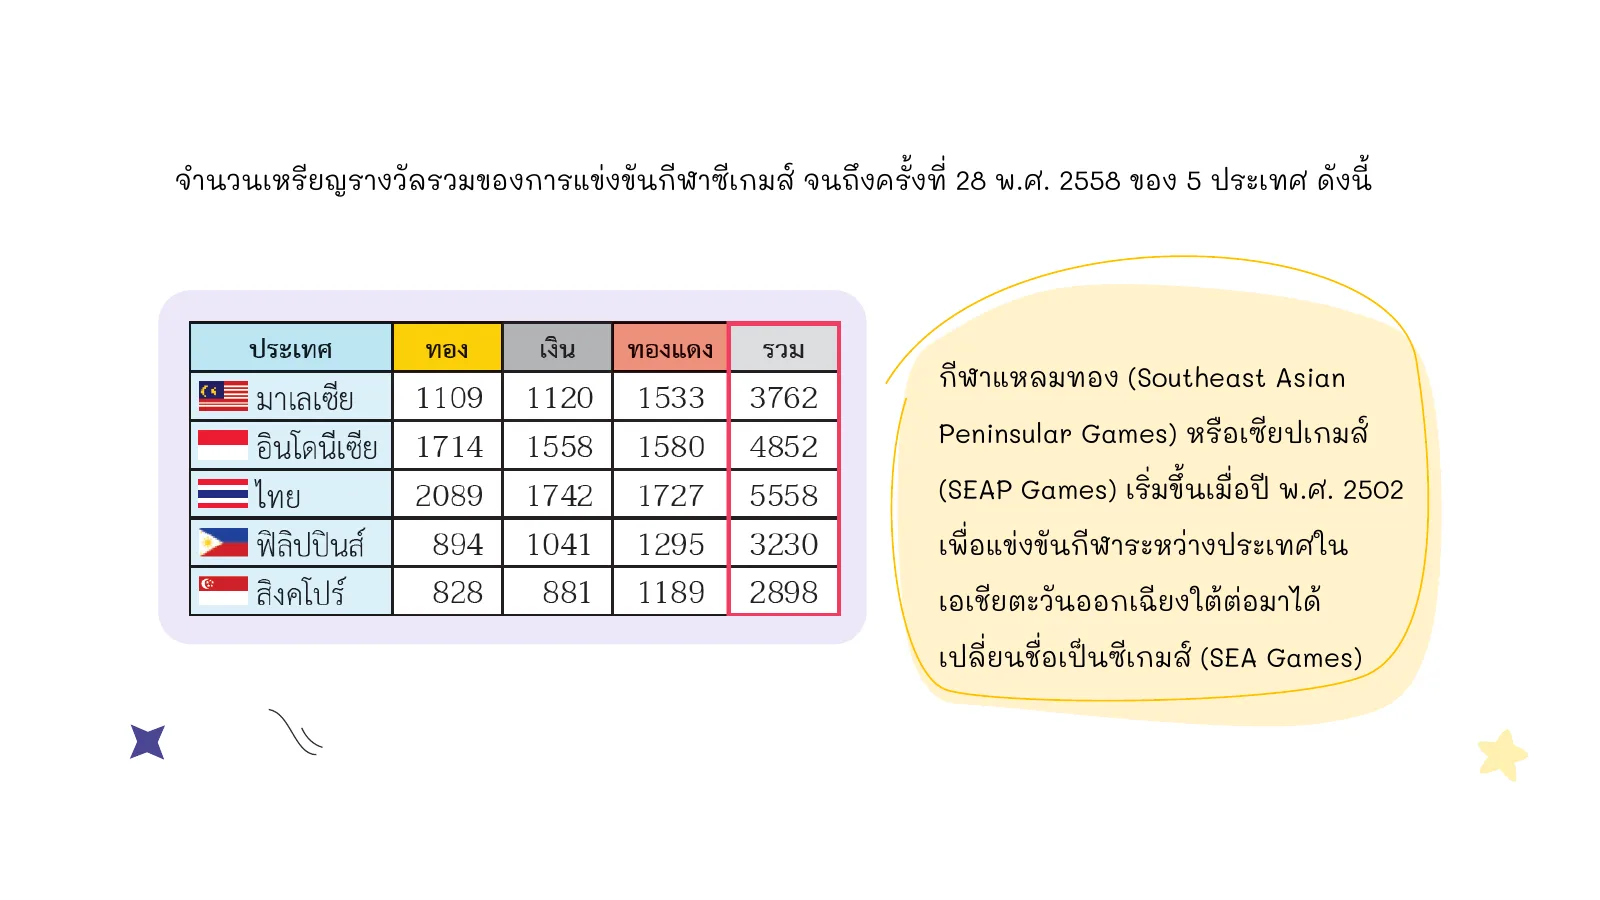 จำนวนเหรียญรางวัลรวมของการแข่งขันกีฬาซีเกมส์ จนถึงครั้งที่ 28 พ.ศ. 2558 ของ 5 ประเทศ ดังนี้
ประเทศ ทอง เงิน ทองแดง รวม
มาเลเซีย 1109 1120 1533 3762
อินโดนีเซีย 1714 1558 1580 4852
ไทย 2089 1742 1727 5558
ฟิลิปปินส์ 894 1041 1295 3230
สิงคโปร์ 828 881 1189 2898
กีฬาแหลมทอง (Southeast Asian
Peninsular Games) หรือเซียปเกมส์
(SEAP Games) เริ่มขึ้นเมื่อปี พ.ศ. 2502
เพื่อแข่งขันกีฬาระหว่างประเทศใน
เอเชียตะวันออกเฉียงใต้ต่อมาได้
เปลี่ยนชื่อเป็นซีเกมส์ (SEA Games)